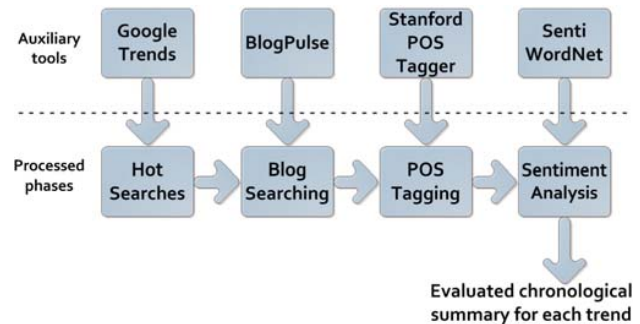 Auxiliary
tools
Google
Trends
BlogPulse
Stanford
POS
Tagger
Senti
WordNet
Processed
phases
Hot
Searches
Blog
Searching
POS
Tagging
Sentiment
Analysis
Evaluated chronological
summary for each trend